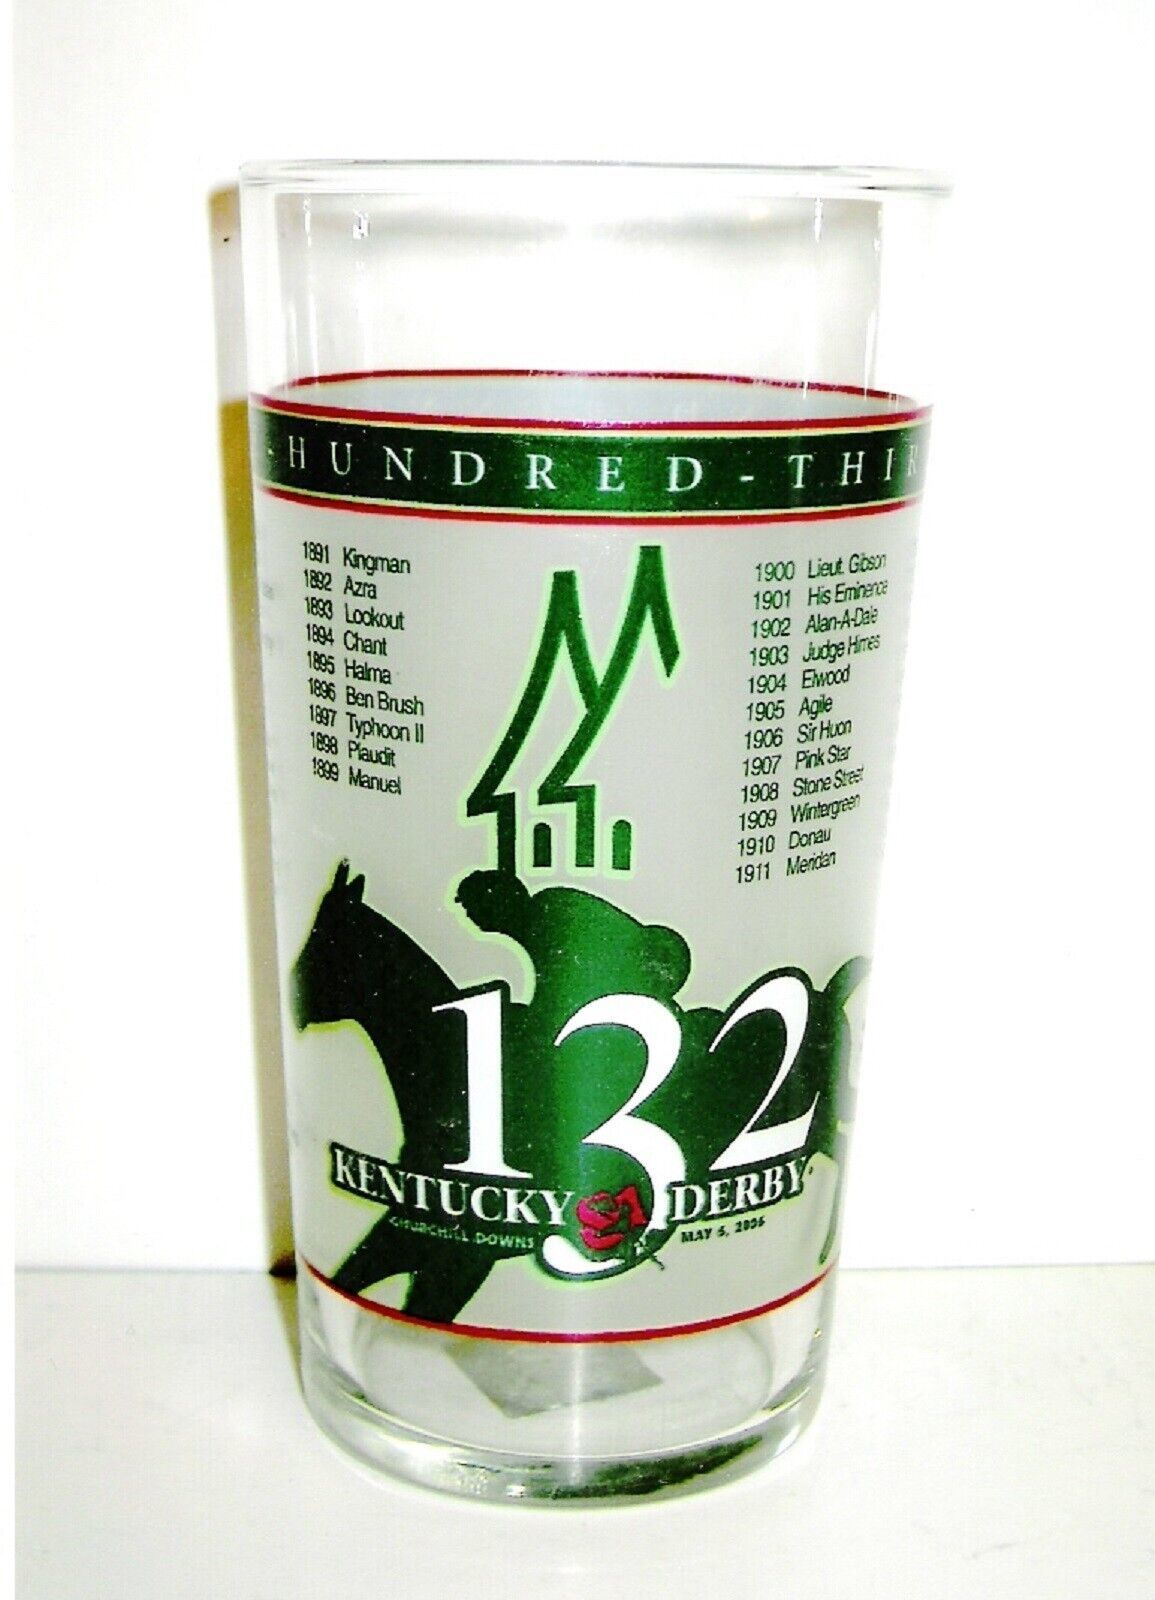 - HUNDRED - THIR
1891 Kingman
1892 Azra
1893 Lookout
1894 Chant
1895 Halma
1896 Ben Brush
1897 Typhoon II
1898 Plaudit
1899 Manuel
1900 Lieut. Gibson
1901 His Eminence
1902 Alan-A-Dale
1903 Judge Himes
1904 Elwood
1905 Agile
1906 Sir Huon
1907 Pink Star
1908 Stone Street
1909 Wintergreen
1910 Donau
1911 Meridan
132
KENTUCKY DERBY
CHURCHILL DOWNS MAY 6, 2006